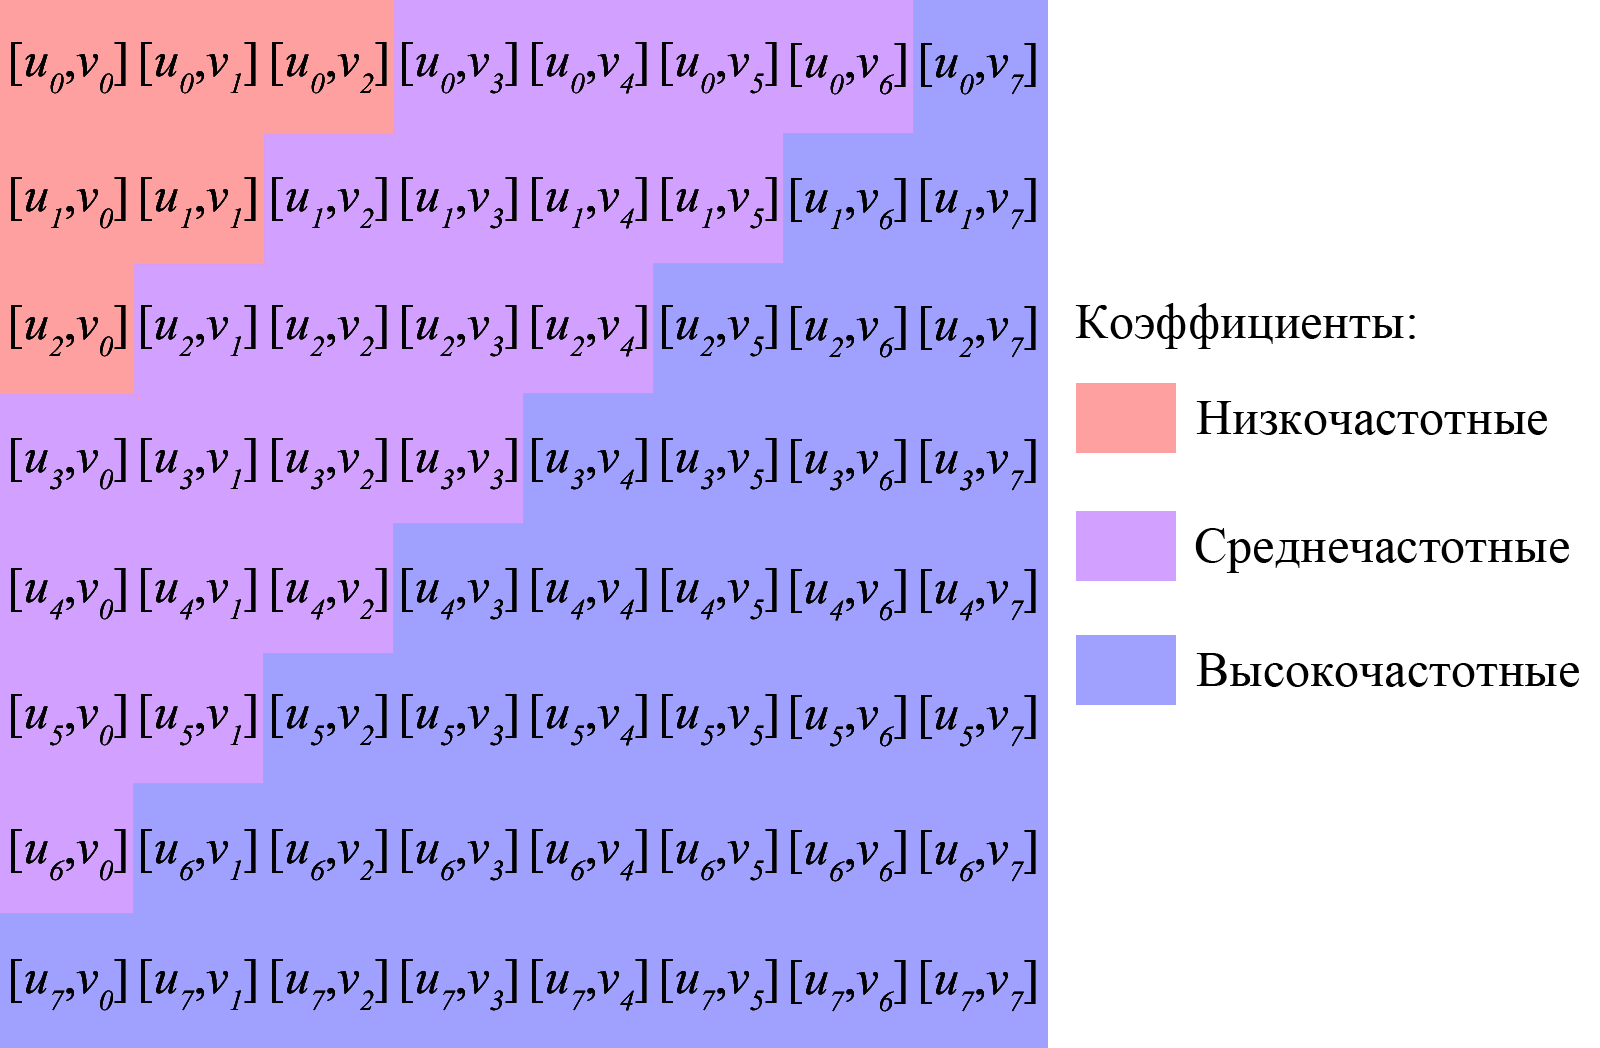 [u0,v0] [u0,v1] [u0,v2] [u0,v3] [u0,v4] [u0,v5] [u0,v6] [u0,v7]
[u1,v0] [u1,v1] [u1,v2] [u1,v3] [u1,v4] [u1,v5] [u1,v6] [u1,v7]
[u2,v0] [u2,v1] [u2,v2] [u2,v3] [u2,v4] [u2,v5] [u2,v6] [u2,v7]
[u3,v0] [u3,v1] [u3,v2] [u3,v3] [u3,v4] [u3,v5] [u3,v6] [u3,v7]
[u4,v0] [u4,v1] [u4,v2] [u4,v3] [u4,v4] [u4,v5] [u4,v6] [u4,v7]
[u5,v0] [u5,v1] [u5,v2] [u5,v3] [u5,v4] [u5,v5] [u5,v6] [u5,v7]
[u6,v0] [u6,v1] [u6,v2] [u6,v3] [u6,v4] [u6,v5] [u6,v6] [u6,v7]
[u7,v0] [u7,v1] [u7,v2] [u7,v3] [u7,v4] [u7,v5] [u7,v6] [u7,v7]
Коэффициенты:
Низкочастотные
Среднечастотные
Высокочастотные